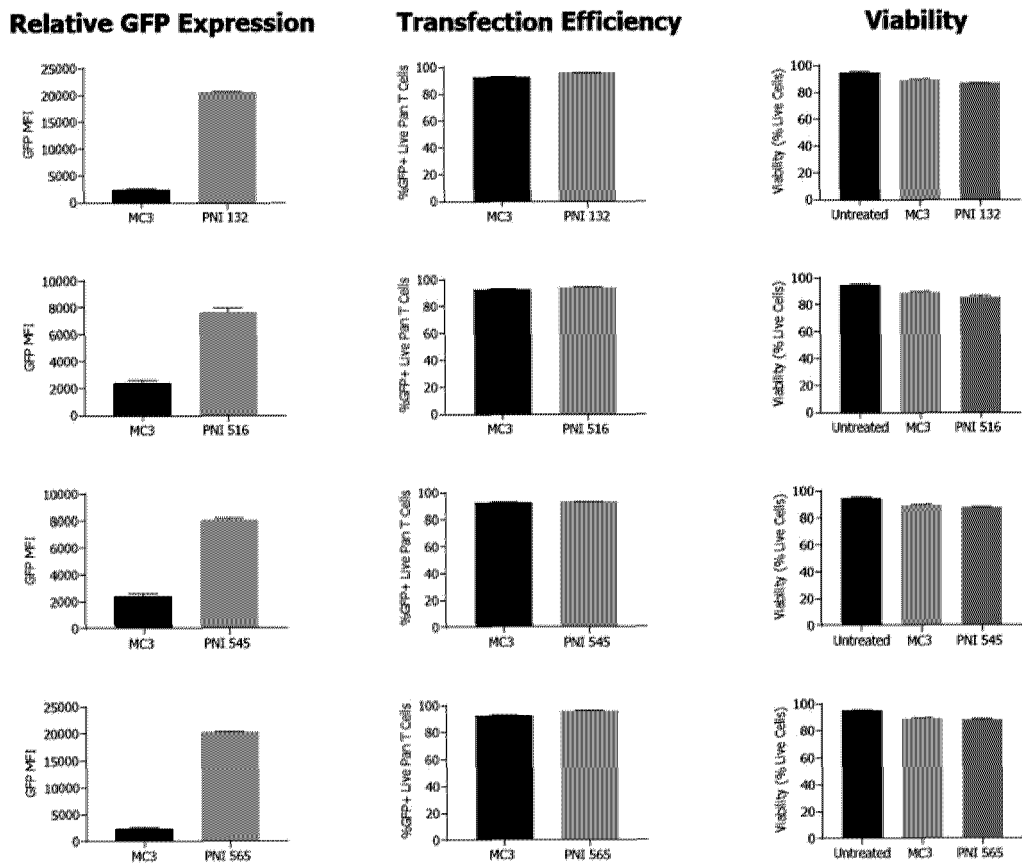 Relative GFP Expression
Transfection Efficiency
Viability
GFP MFI
25000
20000
15000
10000
5000
0
MC3
PNI 132
%GFP+ Live Pan T Cells
100
80
60
40
20
0
MC3
PNI 132
Viability (% Live Cells)
100
80
60
40
20
0
Untreated
MC3
PNI 132
GFP MFI
10000
8000
6000
4000
2000
0
MC3
PNI 516
%GFP+ Live Pan T Cells
100
80
60
40
20
0
MC3
PNI 516
Viability (% Live Cells)
100
80
60
40
20
0
Untreated
MC3
PNI 516
GFP MFI
10000
8000
6000
4000
2000
0
MC3
PNI 545
%GFP+ Live Pan T Cells
100
80
60
40
20
0
MC3
PNI 545
Viability (% Live Cells)
100
80
60
40
20
0
Untreated
MC3
PNI 545
GFP MFI
25000
20000
15000
10000
5000
0
MC3
PNI 565
%GFP+ Live Pan T Cells
100
80
60
40
20
0
MC3
PNI 565
Viability (% Live Cells)
100
80
60
40
20
0
Untreated
MC3
PNI 565